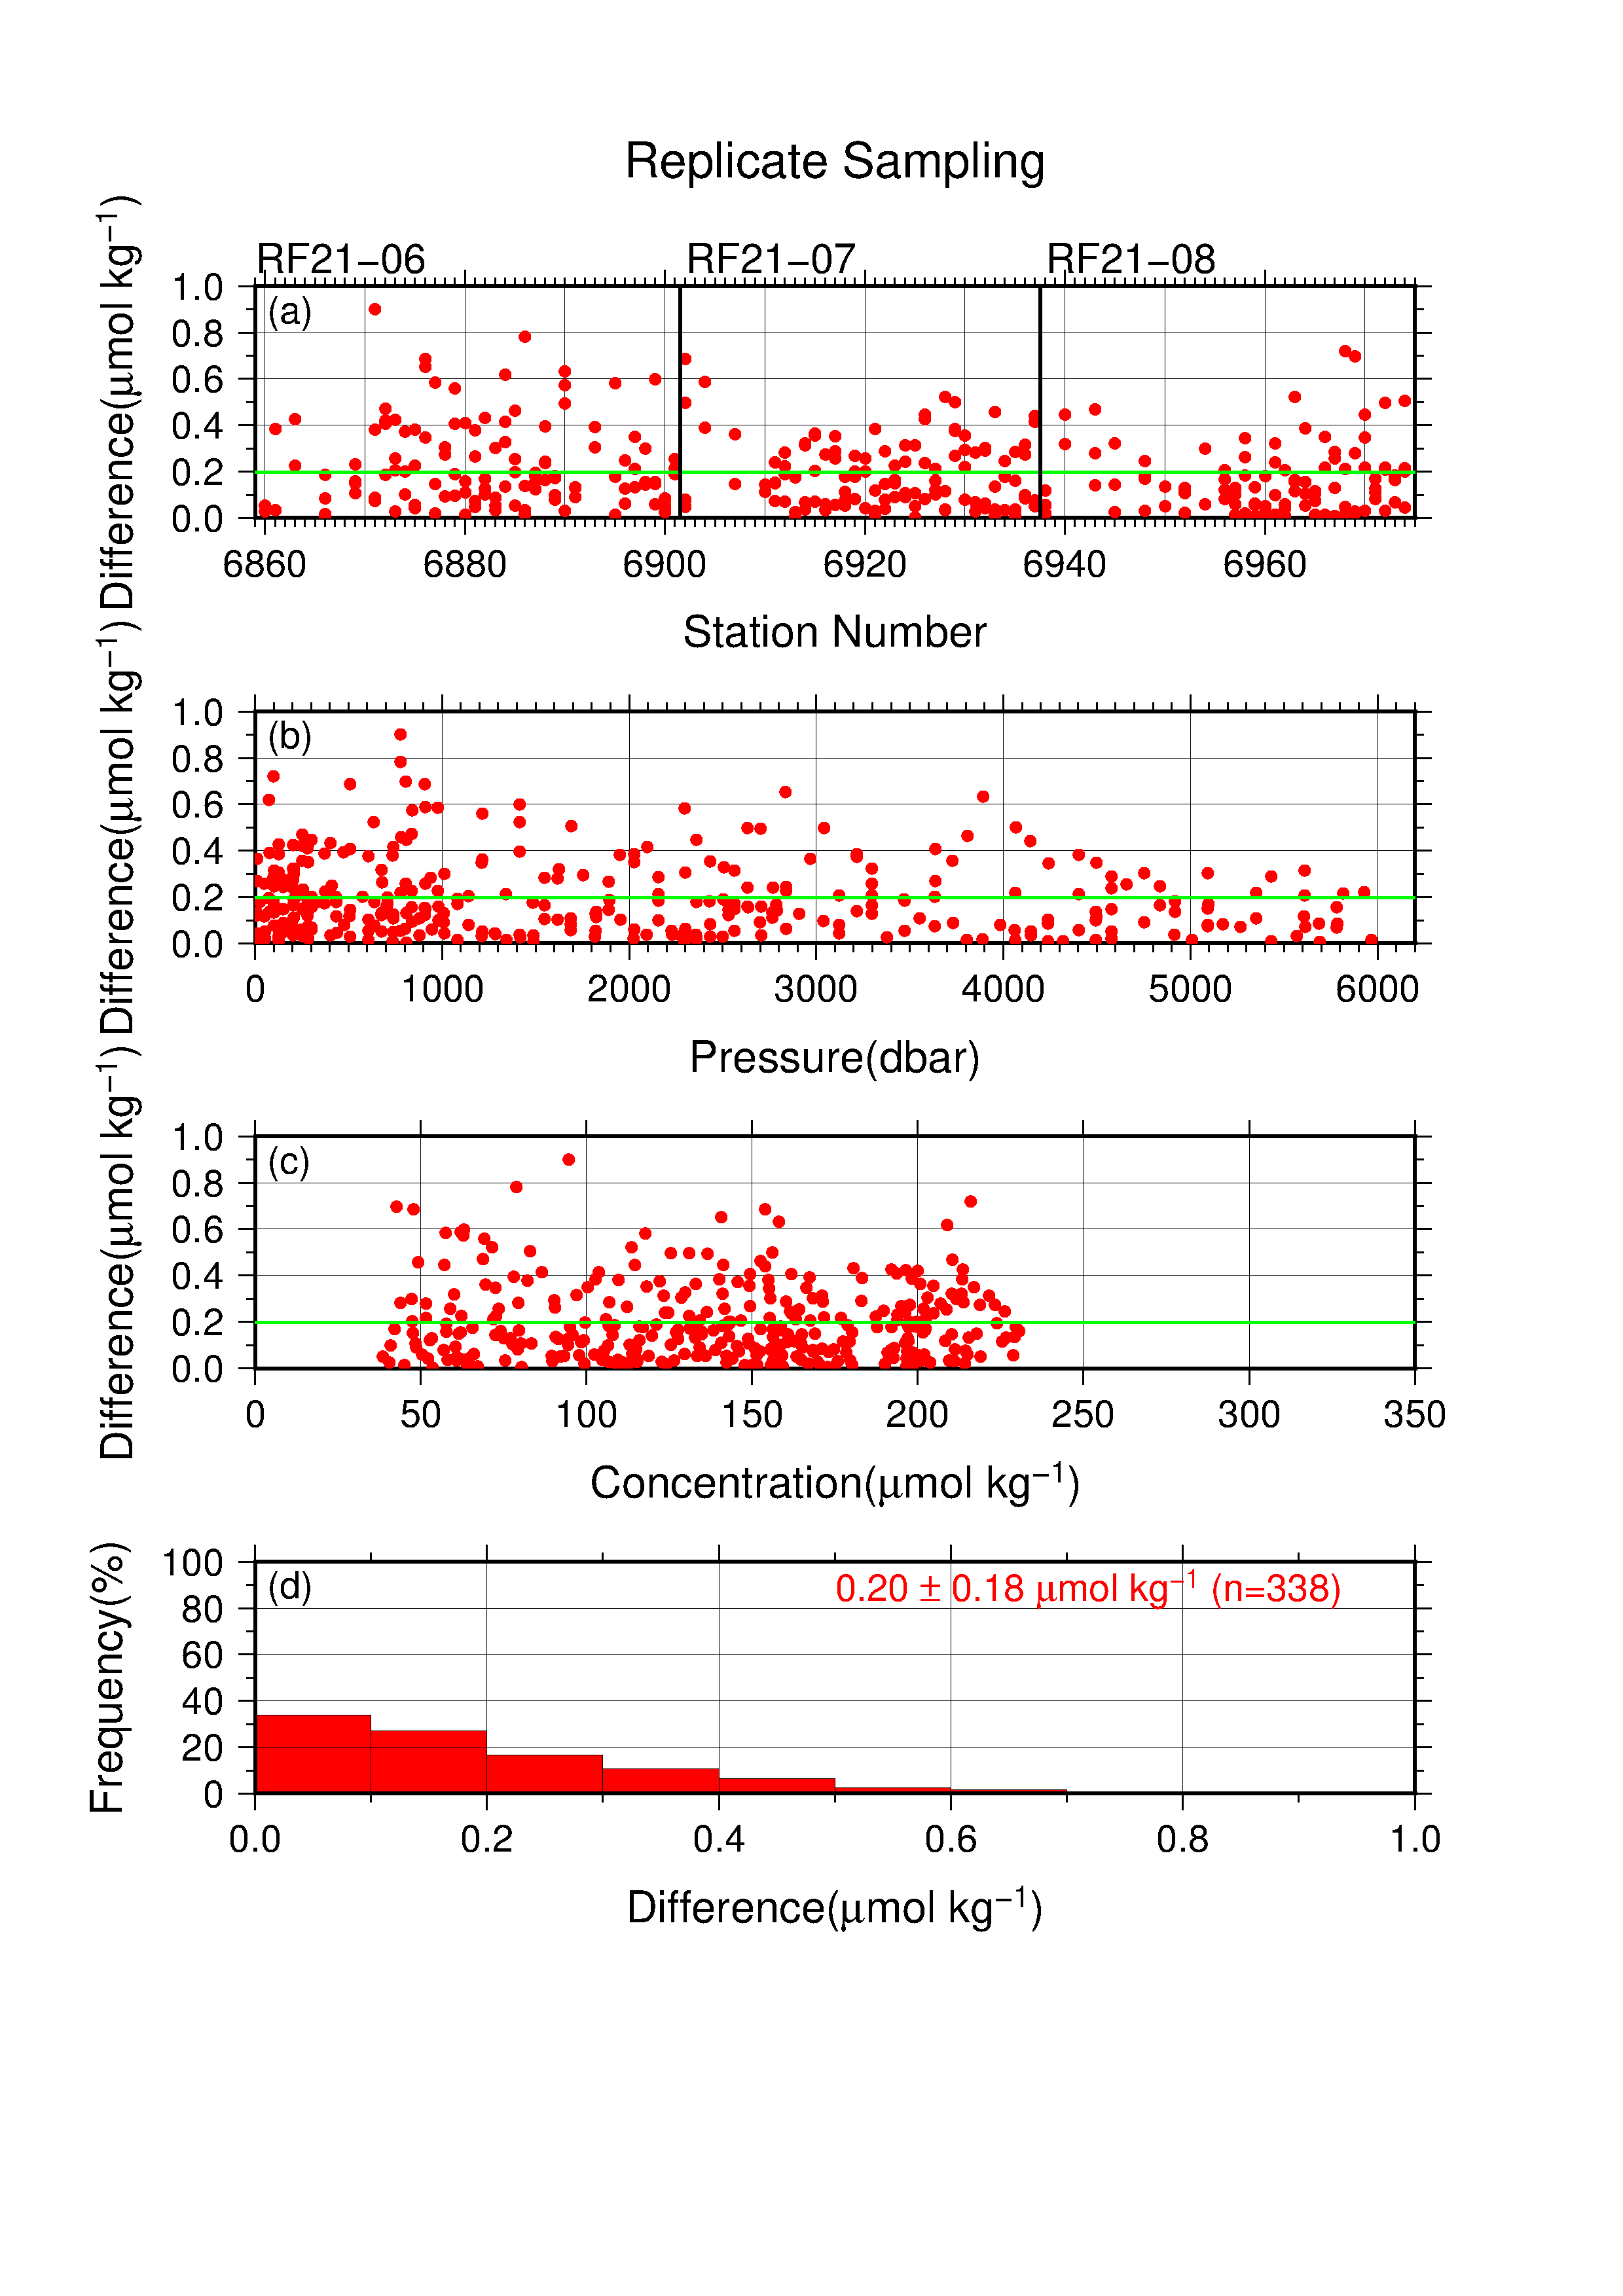 Replicate Sampling
RF21−06 RF21−07 RF21−08
Difference(μmol kg⁻¹)
(a)
1.0
0.8
0.6
0.4
0.2
0.0
6860 6880 6900 6920 6940 6960
Station Number
Difference(μmol kg⁻¹)
(b)
1.0
0.8
0.6
0.4
0.2
0.0
0 1000 2000 3000 4000 5000 6000
Pressure(dbar)
Difference(μmol kg⁻¹)
(c)
1.0
0.8
0.6
0.4
0.2
0.0
0 50 100 150 200 250 300 350
Concentration(μmol kg⁻¹)
Frequency(%)
(d)
0.20 ± 0.18 μmol kg⁻¹ (n=338)
100
80
60
40
20
0
0.0 0.2 0.4 0.6 0.8 1.0
Difference(μmol kg⁻¹)